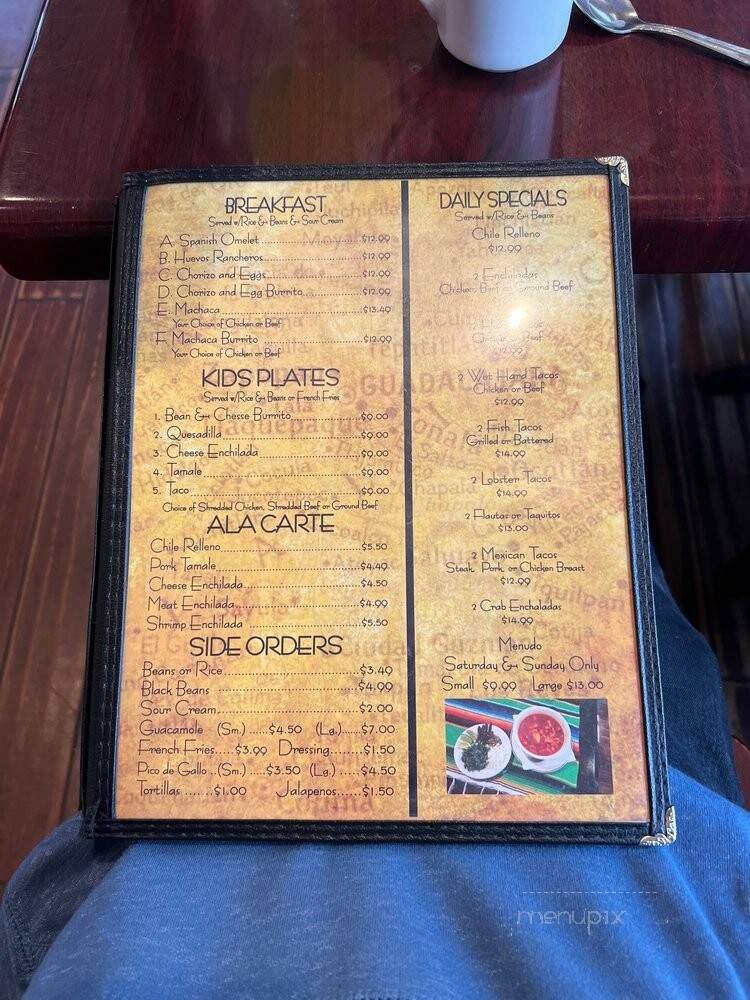 BREAKFAST
Served w/Rice & Beans & Sour Cream
A. Spanish Omelet....................$12.99
B. Huevos Rancheros....................$12.99
C. Chorizo and Eggs....................$12.99
D. Chorizo and Egg Burrito....................$12.99
E. Machaca....................$13.49
Your Choice of Chicken or Beef
F. Machaca Burrito....................$12.99
Your Choice of Chicken or Beef
KIDS PLATES
Served w/Rice & Beans or French Fries
1. Bean & Chesse Burrito....................$9.00
2. Quesadilla....................$9.00
3. Cheese Enchilada....................$9.00
4. Tamale....................$9.00
5. Taco....................$9.00
Choice of Shredded Chicken, Shredded Beef or Ground Beef
ALA CARTE
Chile Relleno....................$5.50
Pork Tamale....................$4.49
Cheese Enchilada....................$4.50
Meat Enchilada....................$4.99
Shrimp Enchilada....................$5.50
SIDE ORDERS
Beans or Rice....................$3.49
Black Beans....................$4.99
Sour Cream....................$2.00
Guacamole (Sm.) .....$4.50 (Lg.)......$7.00
French Fries.....$3.99 Dressing........$1.50
Pico de Gallo ..(Sm.) .....$3.50 (Lg.) .....$4.50
Tortillas .......$1.00 Jalapenos......$1.50
DAILY SPECIALS
Served w/Rice & Beans
Chile Relleno
$12.99
2 Enchiladas
Chicken, Beef or Ground Beef
2 Wet Hard Tacos
Chicken or Beef
$12.99
2 Fish Tacos
Grilled or Battered
$14.99
2 Lobster Tacos
$14.99
2 Flautas or Taquitos
$13.00
2 Mexican Tacos
Steak, Pork or Chicken Breast
$12.99
2 Crab Enchaladas
$14.99
Menudo
Saturday & Sunday Only
Small $9.99 Large $13.00
menupix